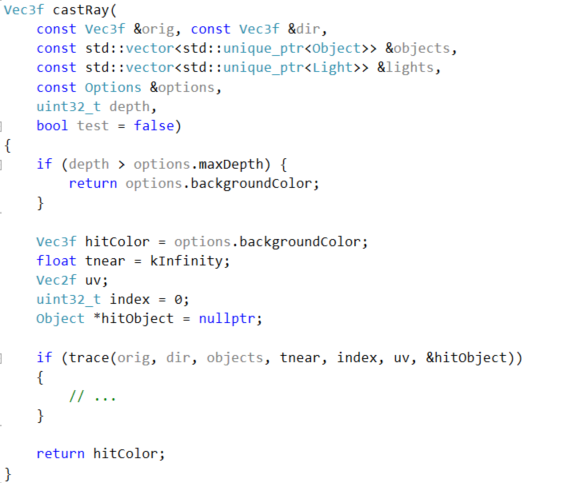 Vec3f castRay(
    const Vec3f &orig, const Vec3f &dir,
    const std::vector<std::unique_ptr<Object>> &objects,
    const std::vector<std::unique_ptr<Light>> &lights,
    const Options &options,
    uint32_t depth,
    bool test = false)
{
    if (depth > options.maxDepth) {
        return options.backgroundColor;
    }

    Vec3f hitColor = options.backgroundColor;
    float tnear = kInfinity;
    Vec2f uv;
    uint32_t index = 0;
    Object *hitObject = nullptr;

    if (trace(orig, dir, objects, tnear, index, uv, &hitObject))
    {
        // ...
    }

    return hitColor;
}